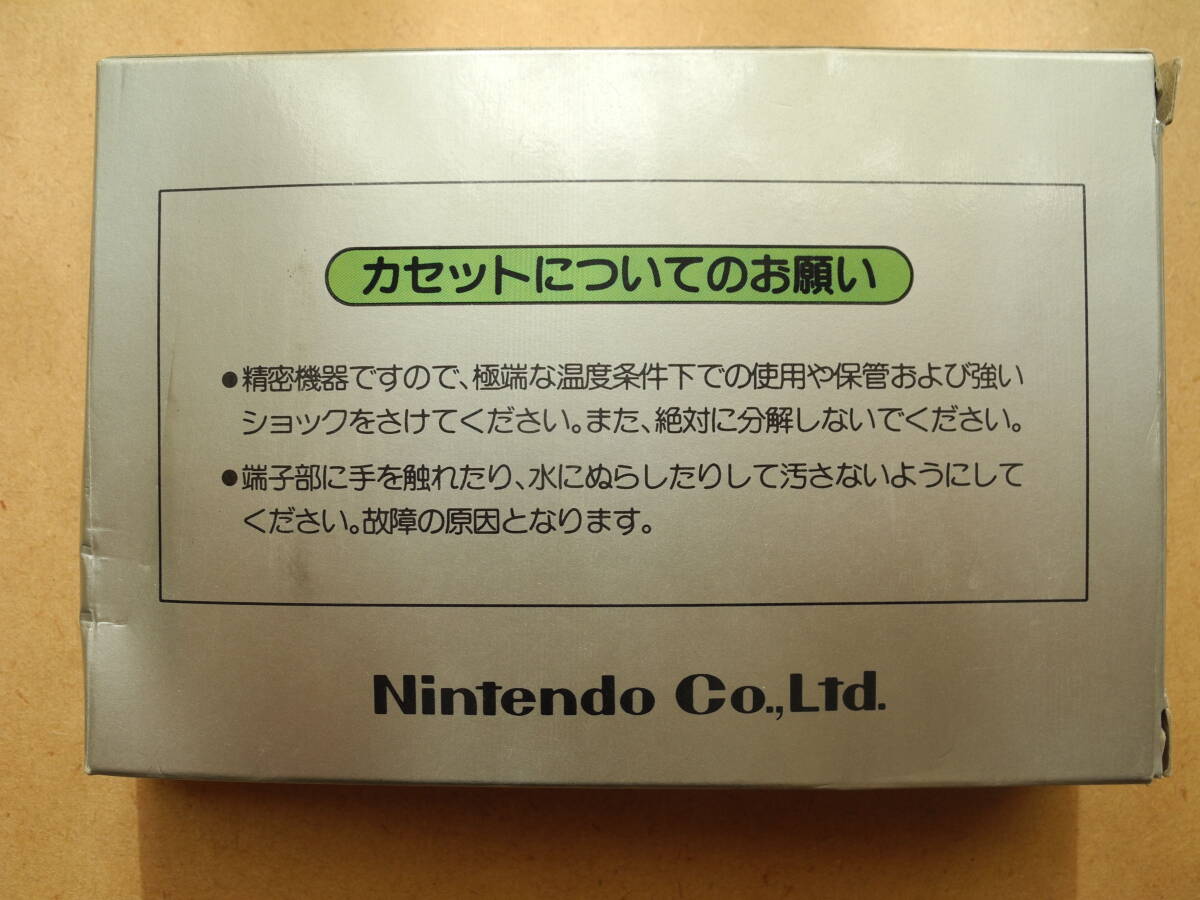 カセットについてのお願い
●精密機器ですので、極端な温度条件下での使用や保管および強い
ショックをさけてください。また、絶対に分解しないでください。
●端子部に手を触れたり、水にぬらしたりして汚さないようにして
ください。故障の原因となります。
Nintendo Co.,Ltd.